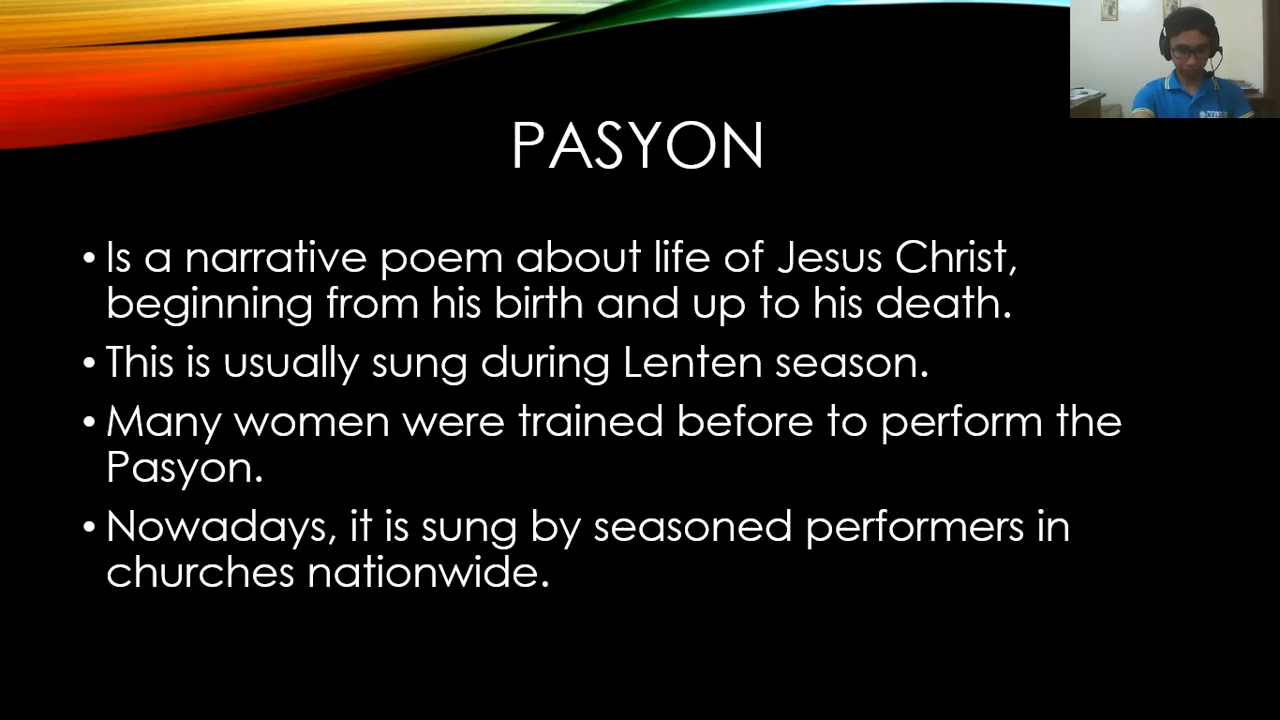 PASYON
• Is a narrative poem about life of Jesus Christ,
beginning from his birth and up to his death.
• This is usually sung during Lenten season.
• Many women were trained before to perform the
Pasyon.
• Nowadays, it is sung by seasoned performers in
churches nationwide.